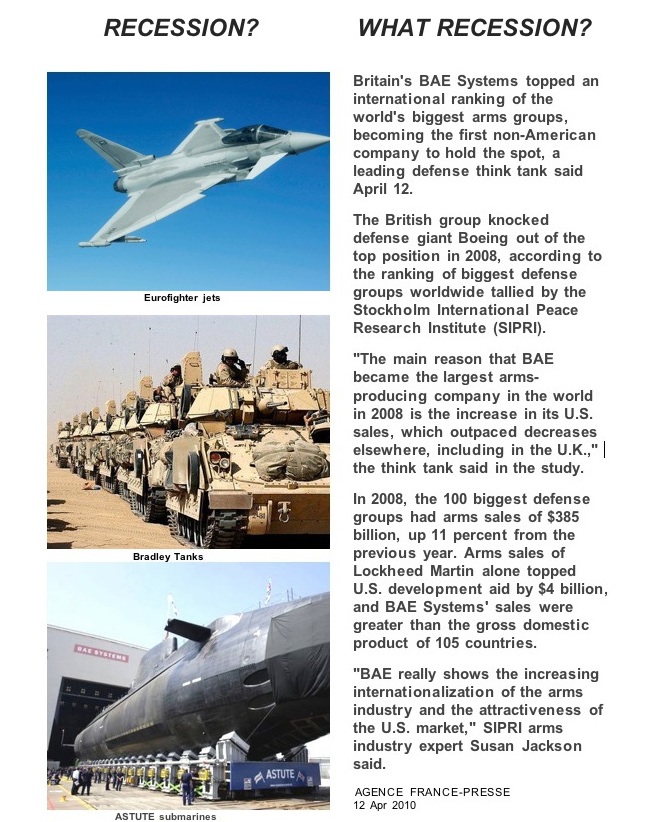 RECESSION?
WHAT RECESSION?
Eurofighter jets
Bradley Tanks
BAE SYSTEMS
ASTUTE
ASTUTE submarines
Britain's BAE Systems topped an
international ranking of the
world's biggest arms groups,
becoming the first non-American
company to hold the spot, a
leading defense think tank said
April 12.
The British group knocked
defense giant Boeing out of the
top position in 2008, according to
the ranking of biggest defense
groups worldwide tallied by the
Stockholm International Peace
Research Institute (SIPRI).
"The main reason that BAE
became the largest arms-
producing company in the world
in 2008 is the increase in its U.S.
sales, which outpaced decreases
elsewhere, including in the U.K.,"
the think tank said in the study.
In 2008, the 100 biggest defense
groups had arms sales of $385
billion, up 11 percent from the
previous year. Arms sales of
Lockheed Martin alone topped
U.S. development aid by $4 billion,
and BAE Systems' sales were
greater than the gross domestic
product of 105 countries.
"BAE really shows the increasing
internationalization of the arms
industry and the attractiveness of
the U.S. market," SIPRI arms
industry expert Susan Jackson
said.
AGENCE FRANCE-PRESSE
12 Apr 2010